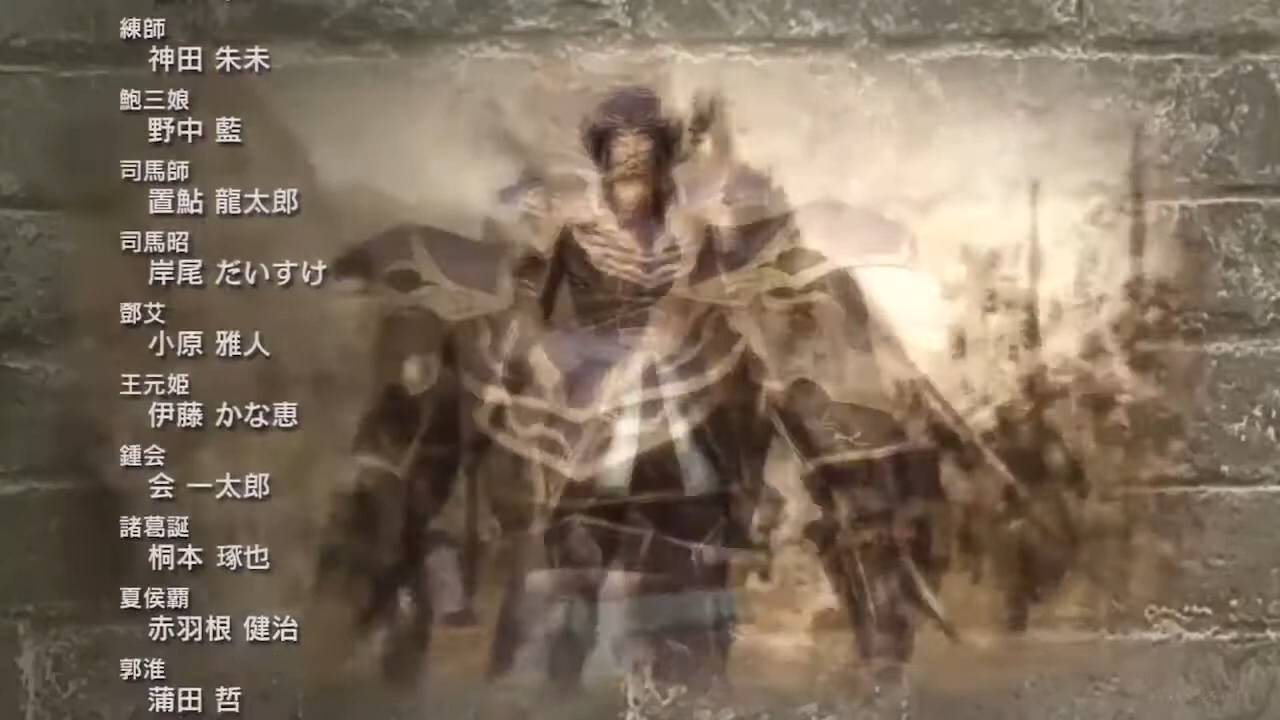 練師
神田 朱未
鮑三娘
野中 藍
司馬師
置鮎 龍太郎
司馬昭
岸尾 だいすけ
鄧艾
小原 雅人
王元姫
伊藤 かな恵
鍾会
会 一太郎
諸葛誕
桐本 琢也
夏侯覇
赤羽根 健治
郭淮
蒲田 哲